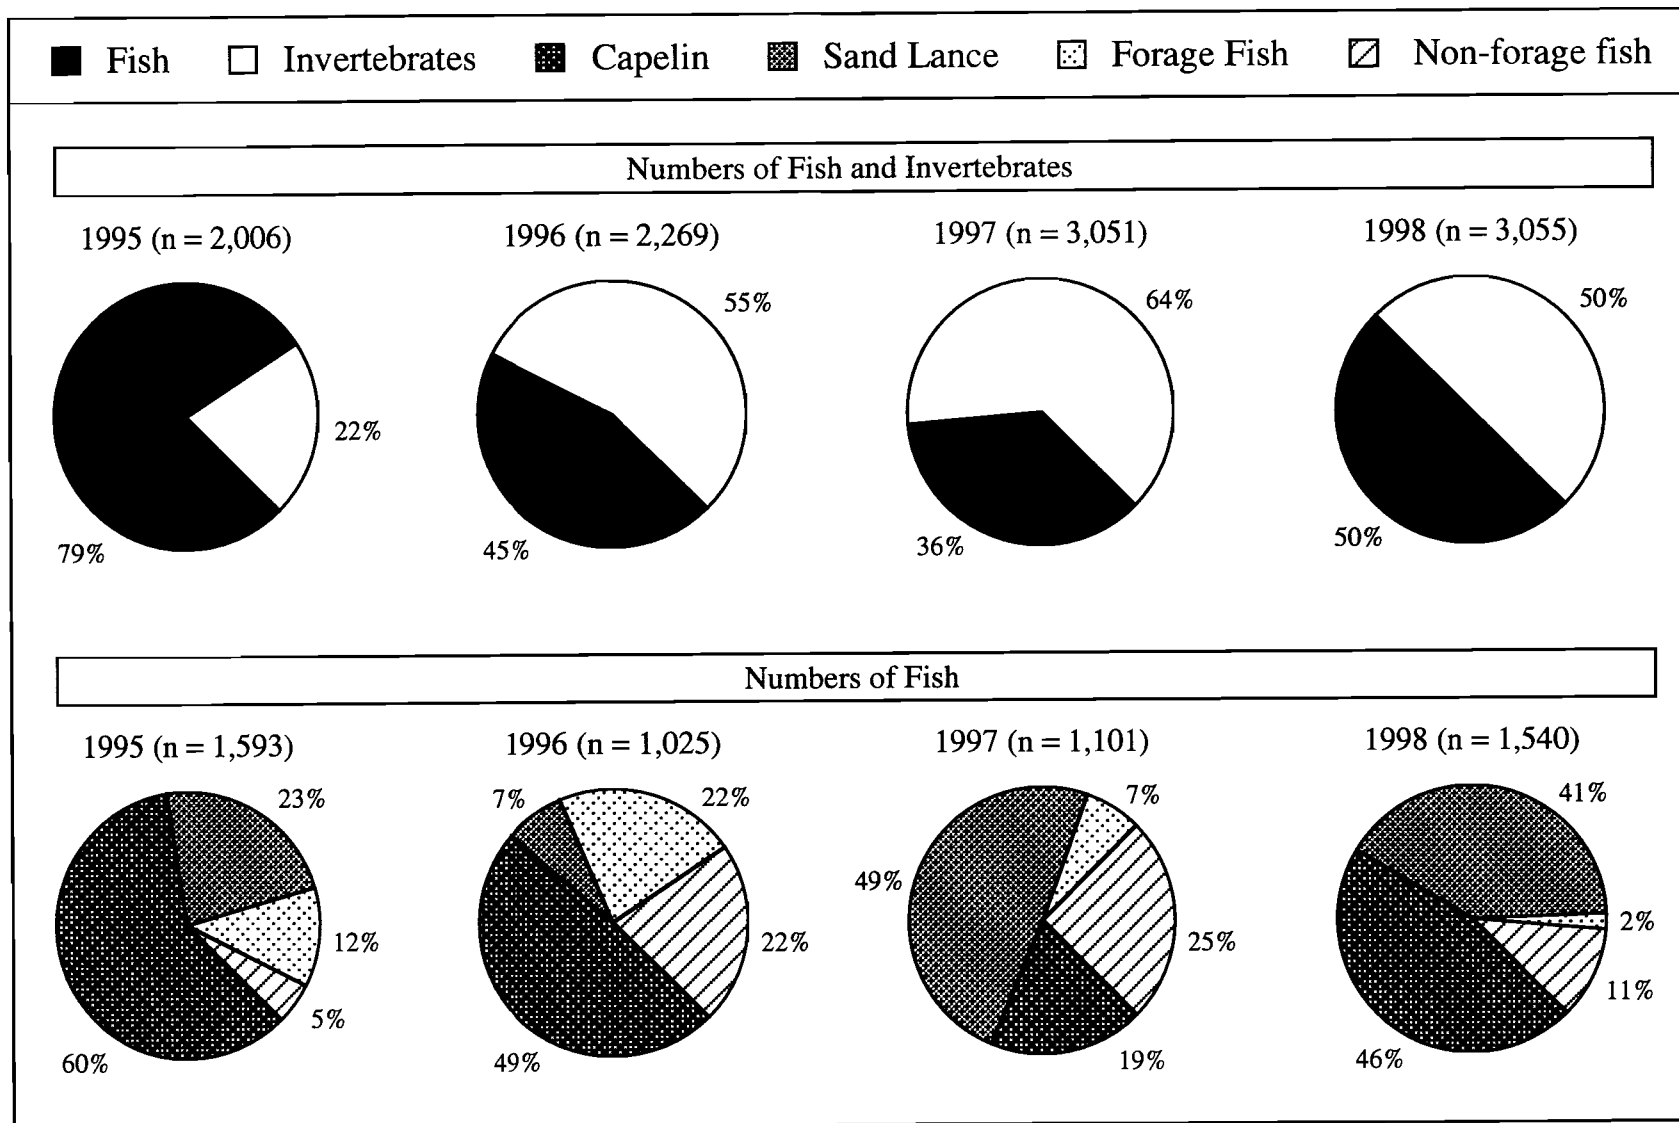 Fish Invertebrates Capelin Sand Lance Forage Fish Non-forage fish
Numbers of Fish and Invertebrates
1995 (n = 2,006) 1996 (n = 2,269) 1997 (n = 3,051) 1998 (n = 3,055)
55% 64% 50%
22%
79% 45% 36% 50%
Numbers of Fish
1995 (n = 1,593) 1996 (n = 1,025) 1997 (n = 1,101) 1998 (n = 1,540)
23% 7% 22% 7% 41%
49%
12% 22% 25% 2%
5% 11%
60% 49% 19% 46%